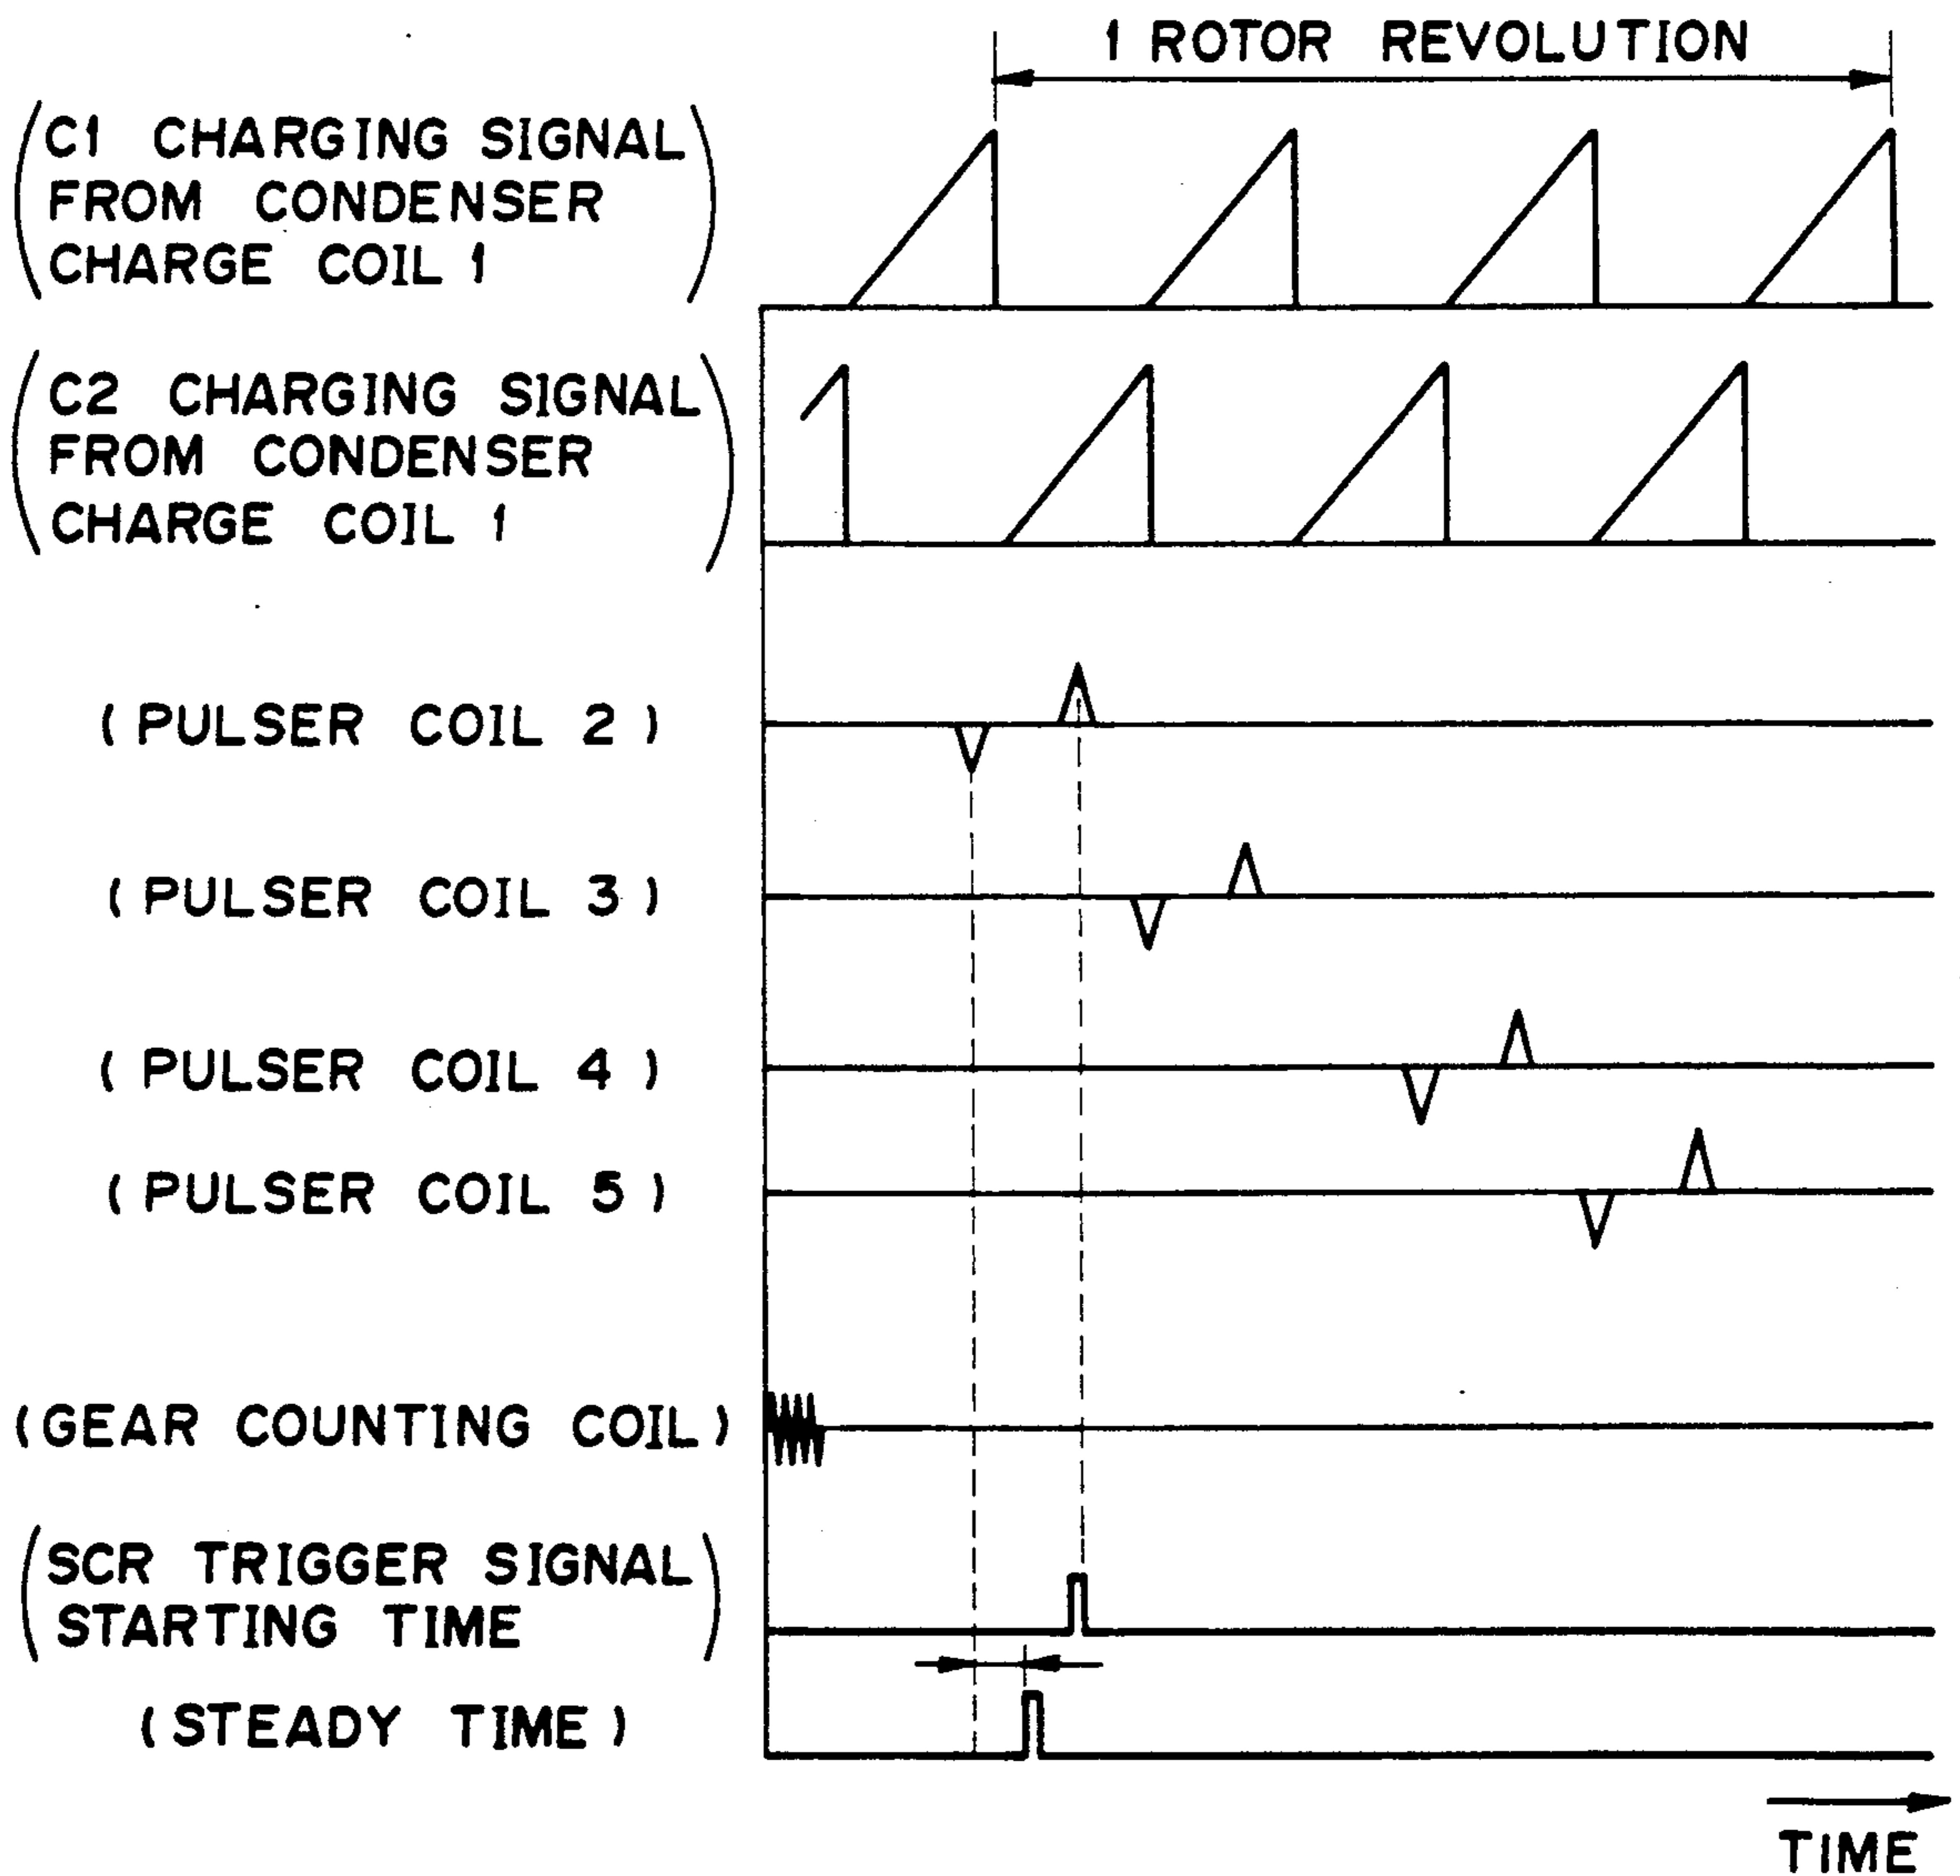 1 ROTOR REVOLUTION
(C1 CHARGING SIGNAL
FROM CONDENSER
CHARGE COIL 1)
(C2 CHARGING SIGNAL
FROM CONDENSER
CHARGE COIL 1)
(PULSER COIL 2)
(PULSER COIL 3)
(PULSER COIL 4)
(PULSER COIL 5)
(GEAR COUNTING COIL)
(SCR TRIGGER SIGNAL
STARTING TIME)
(STEADY TIME)
TIME